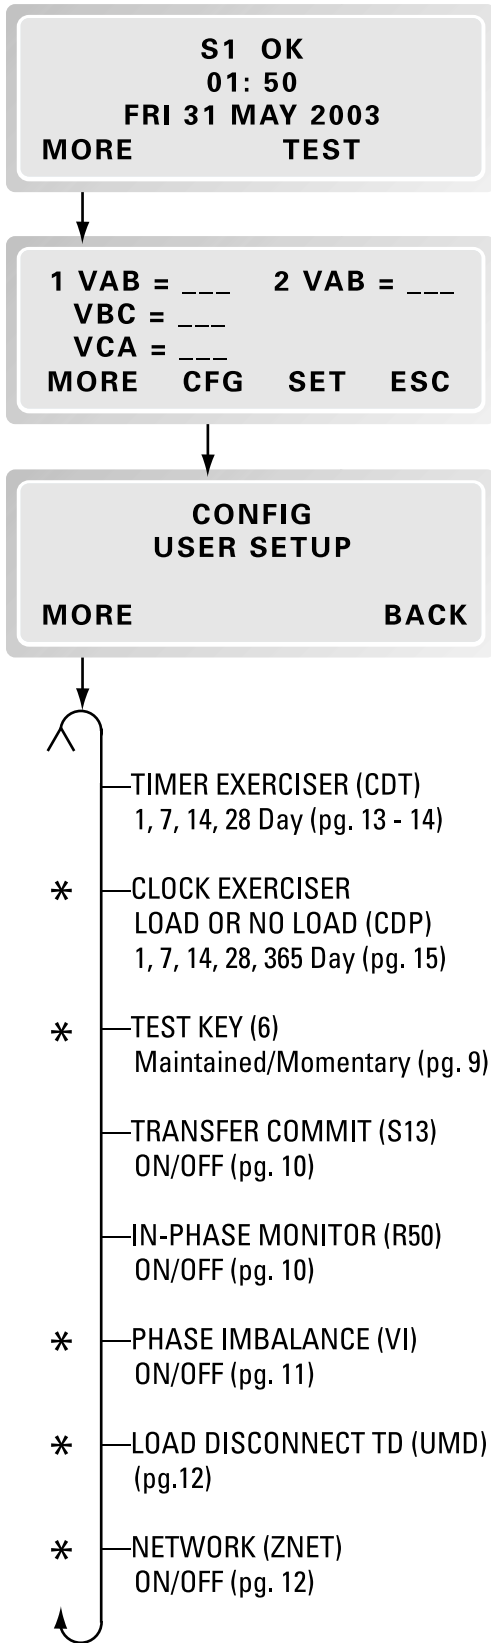 S1 OK
01: 50
FRI 31 MAY 2003
MORE TEST
1 VAB = _ _ _ 2 VAB = _ _ _
VBC = _ _ _
VCA = _ _ _
MORE CFG SET ESC
CONFIG
USER SETUP
MORE BACK
TIMER EXERCISER (CDT)
1, 7, 14, 28 Day (pg. 13 - 14)
* CLOCK EXERCISER
LOAD OR NO LOAD (CDP)
1, 7, 14, 28, 365 Day (pg. 15)
* TEST KEY (6)
Maintained/Momentary (pg. 9)
TRANSFER COMMIT (S13)
ON/OFF (pg. 10)
IN-PHASE MONITOR (R50)
ON/OFF (pg. 10)
* PHASE IMBALANCE (VI)
ON/OFF (pg. 11)
* LOAD DISCONNECT TD (UMD)
(pg.12)
* NETWORK (ZNET)
ON/OFF (pg. 12)